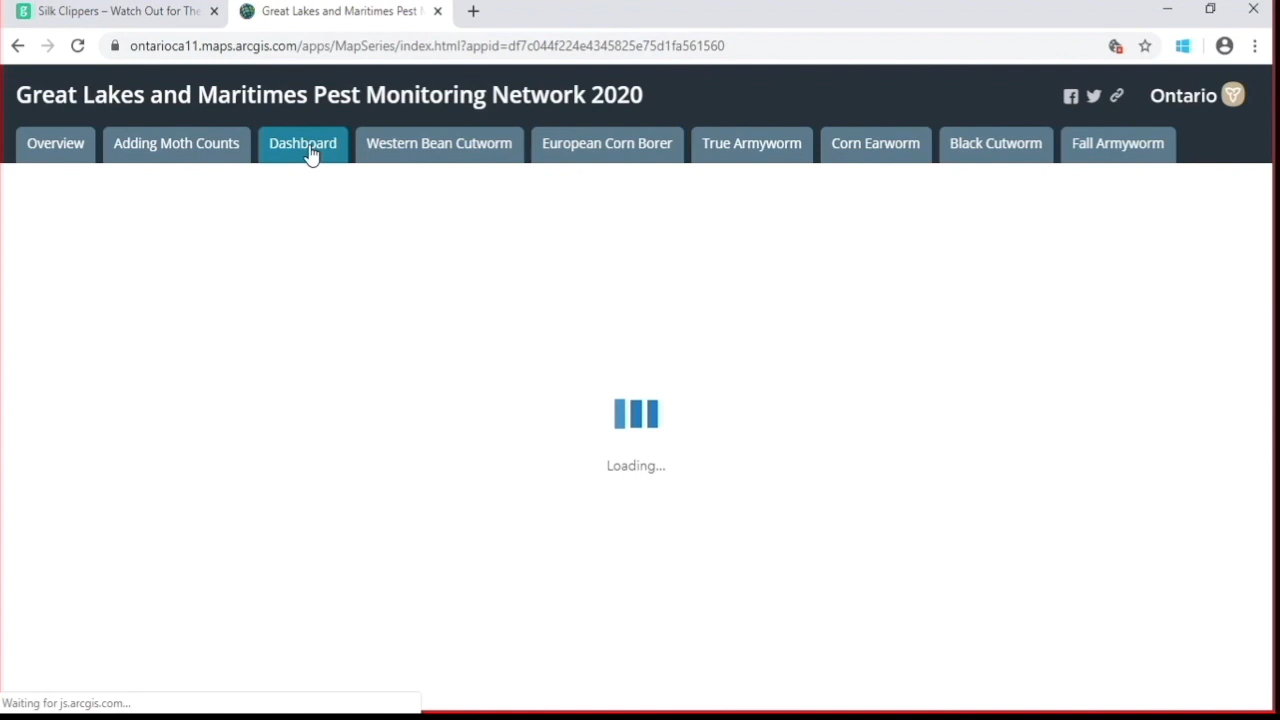 Silk Clippers – Watch Out for The
Great Lakes and Maritimes Pest
ontarioca11.maps.arcgis.com/apps/MapSeries/index.html?appid=df7c044f224e4345825e75d1fa561560
Great Lakes and Maritimes Pest Monitoring Network 2020
Ontario
Overview
Adding Moth Counts
Dashboard
Western Bean Cutworm
European Corn Borer
True Armyworm
Corn Earworm
Black Cutworm
Fall Armyworm
Loading...
Waiting for js.arcgis.com...